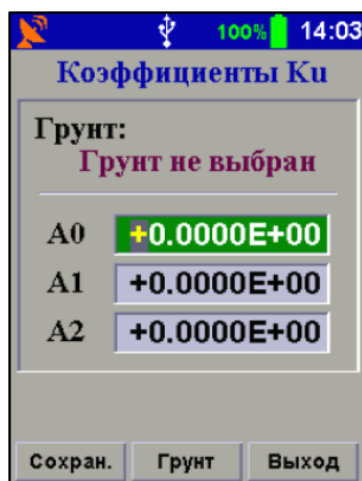 100% 14:03
Коэффициенты Ku
Грунт:
Грунт не выбран
A0 +0.0000E+00
A1 +0.0000E+00
A2 +0.0000E+00
Сохран. Грунт Выход